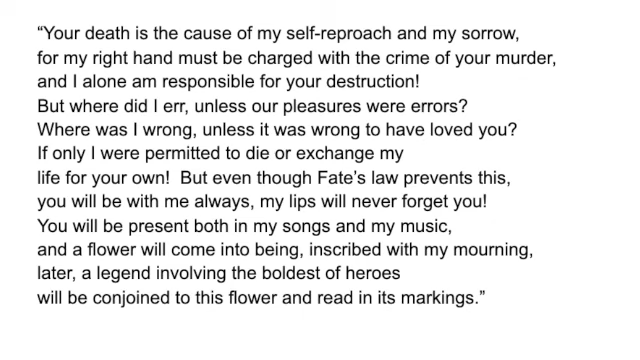 “Your death is the cause of my self-reproach and my sorrow,
for my right hand must be charged with the crime of your murder,
and I alone am responsible for your destruction!
But where did I err, unless our pleasures were errors?
Where was I wrong, unless it was wrong to have loved you?
If only I were permitted to die or exchange my
life for your own!  But even though Fate’s law prevents this,
you will be with me always, my lips will never forget you!
You will be present both in my songs and my music,
and a flower will come into being, inscribed with my mourning,
later, a legend involving the boldest of heroes
will be conjoined to this flower and read in its markings.”